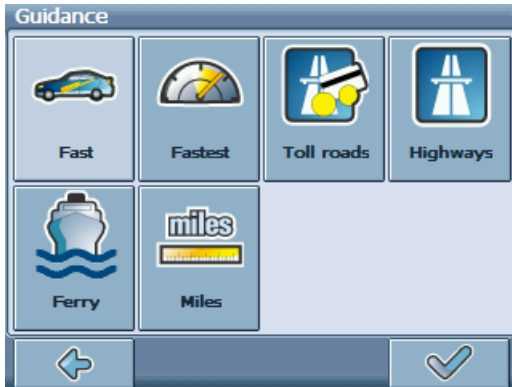 Guidance
Fast
Fastest
Toll roads
Highways
Ferry
miles
Miles